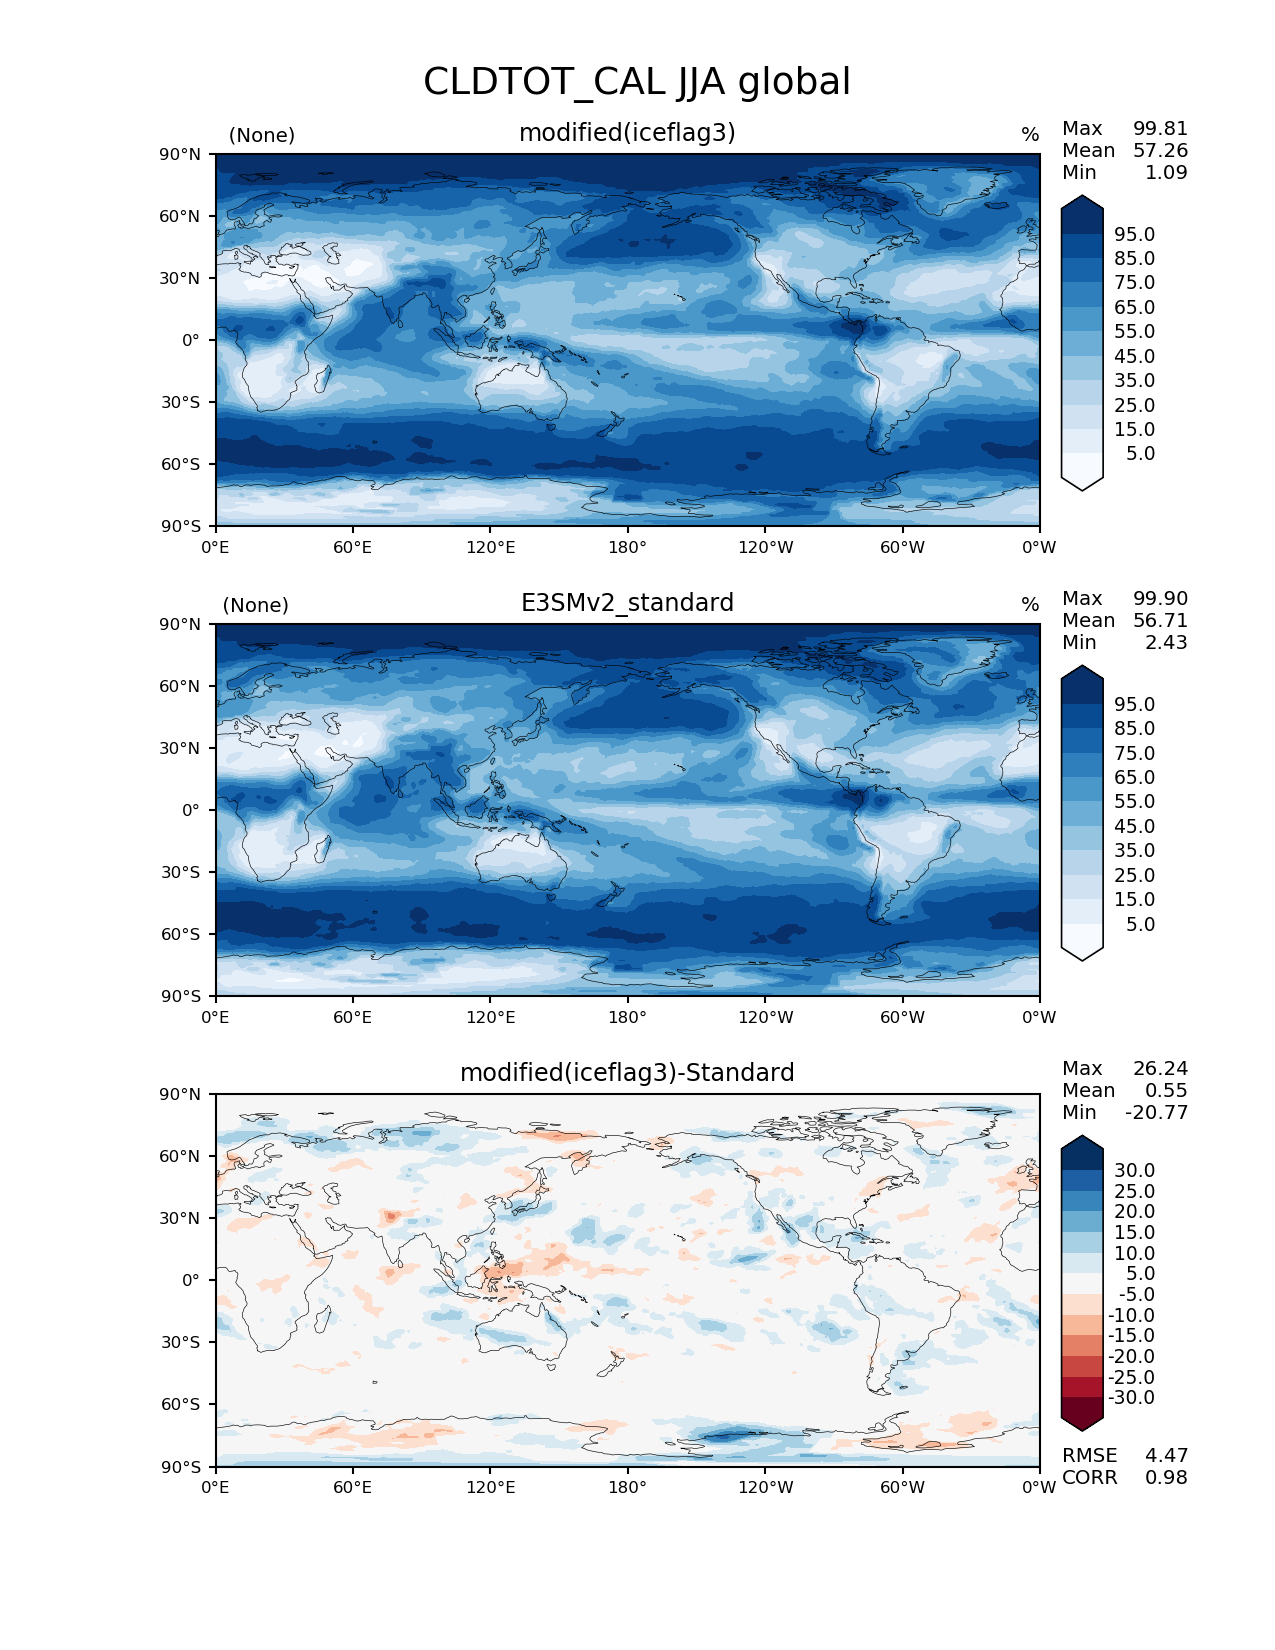 CLDTOT_CAL JJA global
(None) modified(iceflag3) %
Max 99.81
Mean 57.26
Min 1.09
90°N
60°N
30°N
0°
30°S
60°S
90°S
0°E 60°E 120°E 180° 120°W 60°W 0°W
95.0
85.0
75.0
65.0
55.0
45.0
35.0
25.0
15.0
5.0
(None) E3SMv2_standard %
Max 99.90
Mean 56.71
Min 2.43
90°N
60°N
30°N
0°
30°S
60°S
90°S
0°E 60°E 120°E 180° 120°W 60°W 0°W
95.0
85.0
75.0
65.0
55.0
45.0
35.0
25.0
15.0
5.0
modified(iceflag3)-Standard
Max 26.24
Mean 0.55
Min -20.77
90°N
60°N
30°N
0°
30°S
60°S
90°S
0°E 60°E 120°E 180° 120°W 60°W 0°W
30.0
25.0
20.0
15.0
10.0
5.0
-5.0
-10.0
-15.0
-20.0
-25.0
-30.0
RMSE 4.47
CORR 0.98